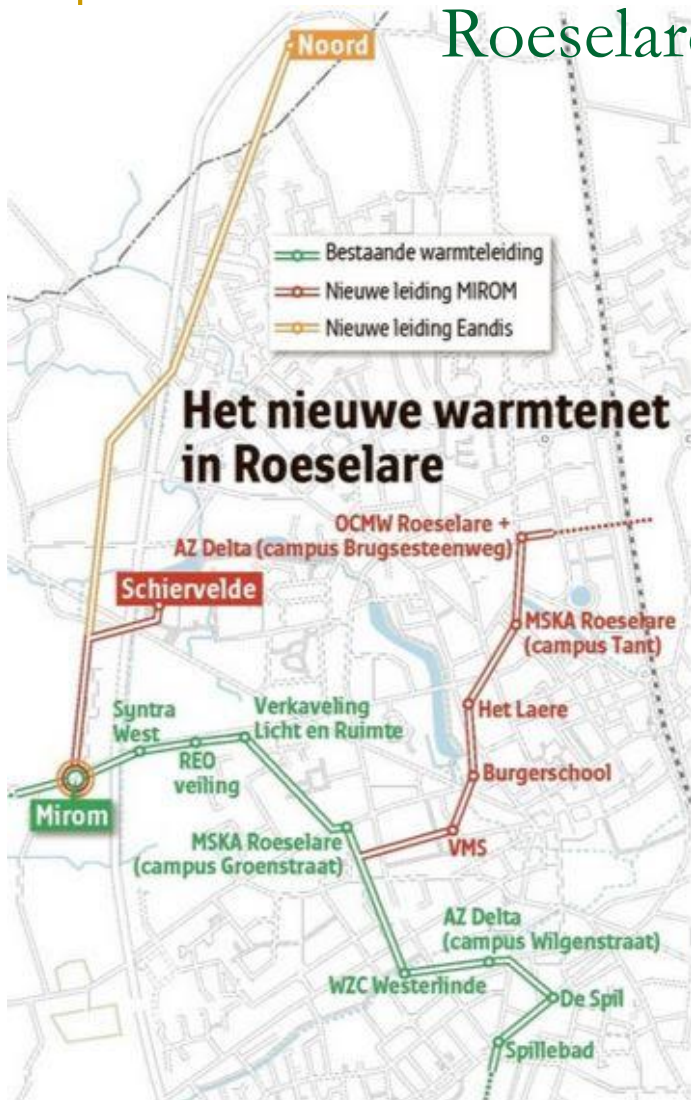 Roeselare
Noord
Bestaande warmteleiding
Nieuwe leiding MIROM
Nieuwe leiding Eandis
Het nieuwe warmtenet
in Roeselare
OCMW Roeselare +
AZ Delta (campus Brugsesteenweg)
Schiervelde
MSKA Roeselare
(campus Tant)
Syntra
West
Verkaveling
Licht en Ruimte
Het Laere
REO
veiling
Burgerschool
Mirom
MSKA Roeselare
(campus Groenstraat)
VMS
AZ Delta
(campus Wilgenstraat)
WZC Westerlinde
De Spil
Spillebad